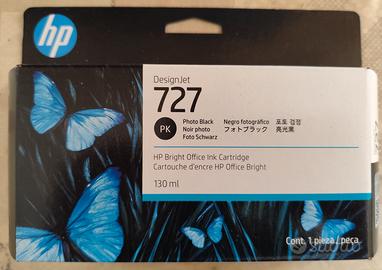 hp
DesignJet
727
PK
Photo Black
Negro fotográfico
포토 검정
Noir photo
フォトブラック
亮光黑
Foto Schwarz
HP Bright Office Ink Cartridge
Cartouche d'encre HP Office Bright
130 ml
Cont. 1 pieza./peça